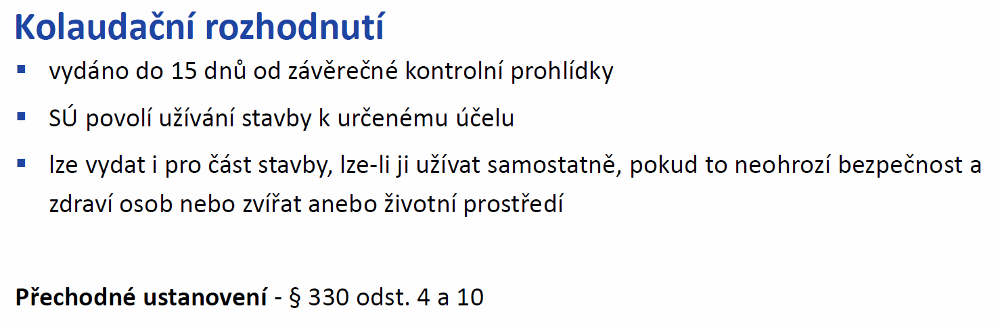 Kolaudační rozhodnutí
▪ vydáno do 15 dnů od závěrečné kontrolní prohlídky
▪ SÚ povolí užívání stavby k určenému účelu
▪ lze vydat i pro část stavby, lze-li ji užívat samostatně, pokud to neohrozí bezpečnost a
zdraví osob nebo zvířat anebo životní prostředí
Přechodné ustanovení - § 330 odst. 4 a 10